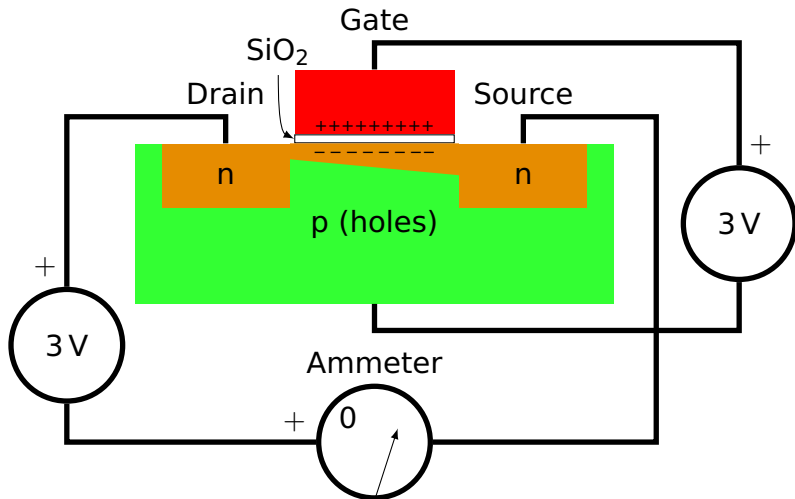 Gate
SiO₂
Drain
Source
+++++++++
−−−−−−−−
+
n
n
p (holes)
3 V
+
3 V
Ammeter
+
0